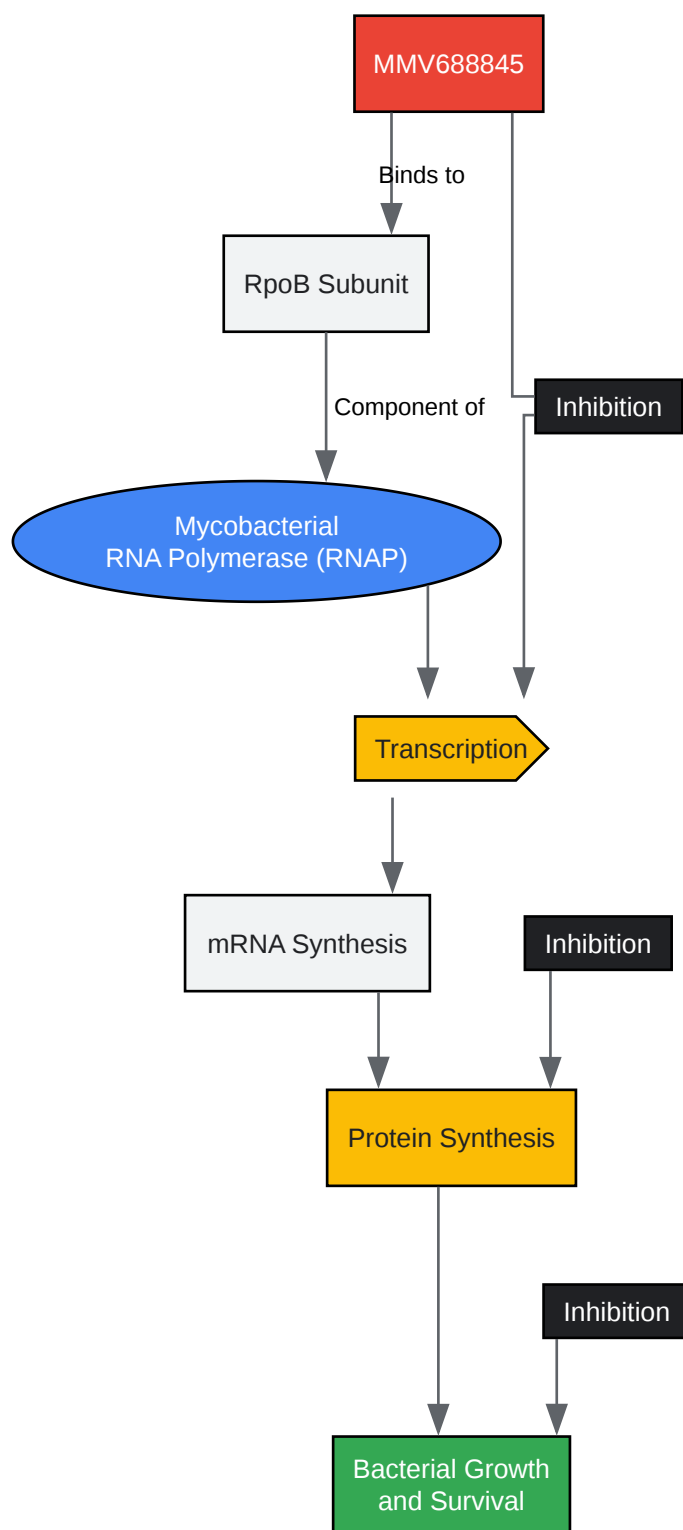 MMV688845
Binds to
RpoB Subunit
Component of
Inhibition
Mycobacterial
RNA Polymerase (RNAP)
Transcription
mRNA Synthesis
Inhibition
Protein Synthesis
Inhibition
Bacterial Growth
and Survival